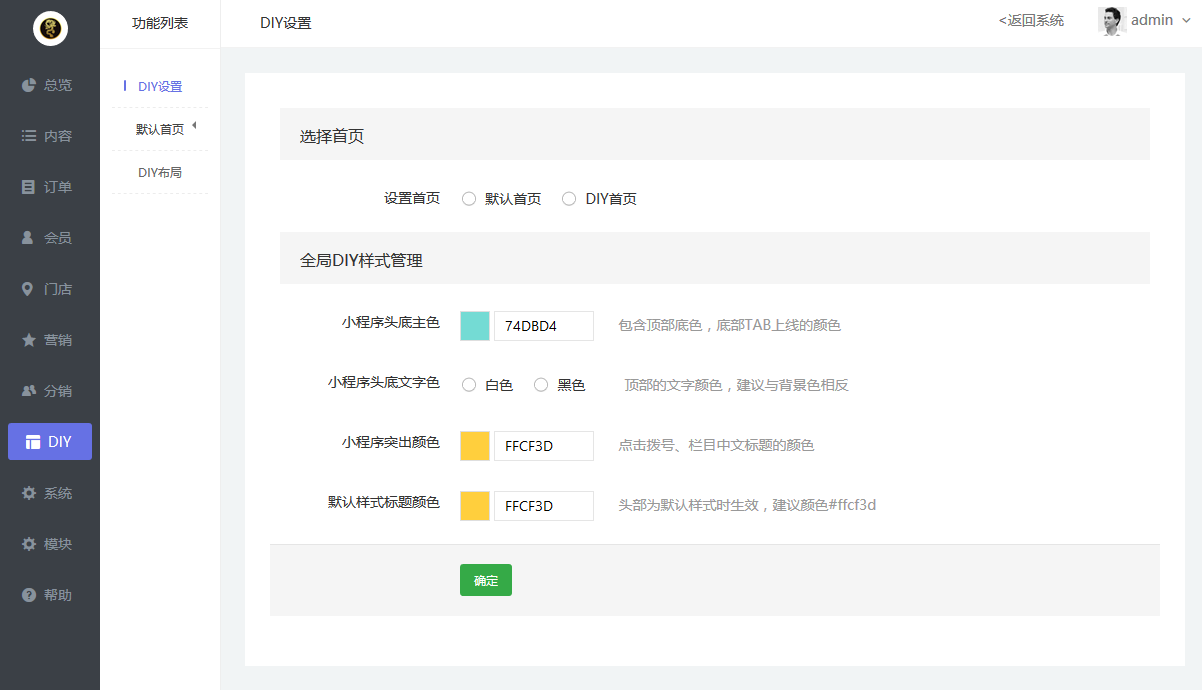 功能列表
DIY设置
<返回系统
admin
总览
内容
订单
会员
门店
营销
分销
DIY
系统
模块
帮助
DIY设置
默认首页
DIY布局
选择首页
设置首页 默认首页 DIY首页
全局DIY样式管理
小程序头底主色 74DBD4 包含顶部底色，底部TAB上线的颜色
小程序头底文字色 白色 黑色 顶部的文字颜色，建议与背景色相反
小程序突出颜色 FFCF3D 点击拨号、栏目中文标题的颜色
默认样式标题颜色 FFCF3D 头部为默认样式时生效，建议颜色#ffcf3d
确定